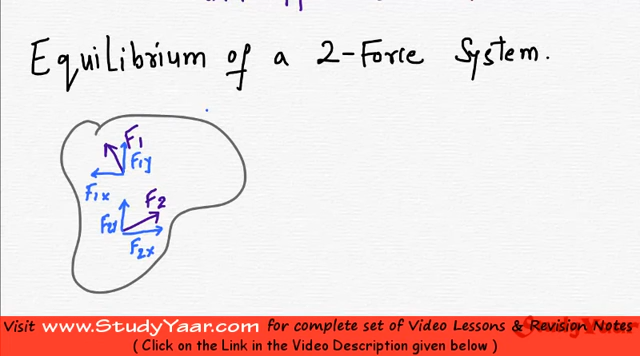 Equilibrium of a 2-Force System.
F1
F1y
F1x
F2
F2x
Visit www.StudyYaar.com for complete set of Video Lessons & Revision Notes
( Click on the Link in the Video Description given below )